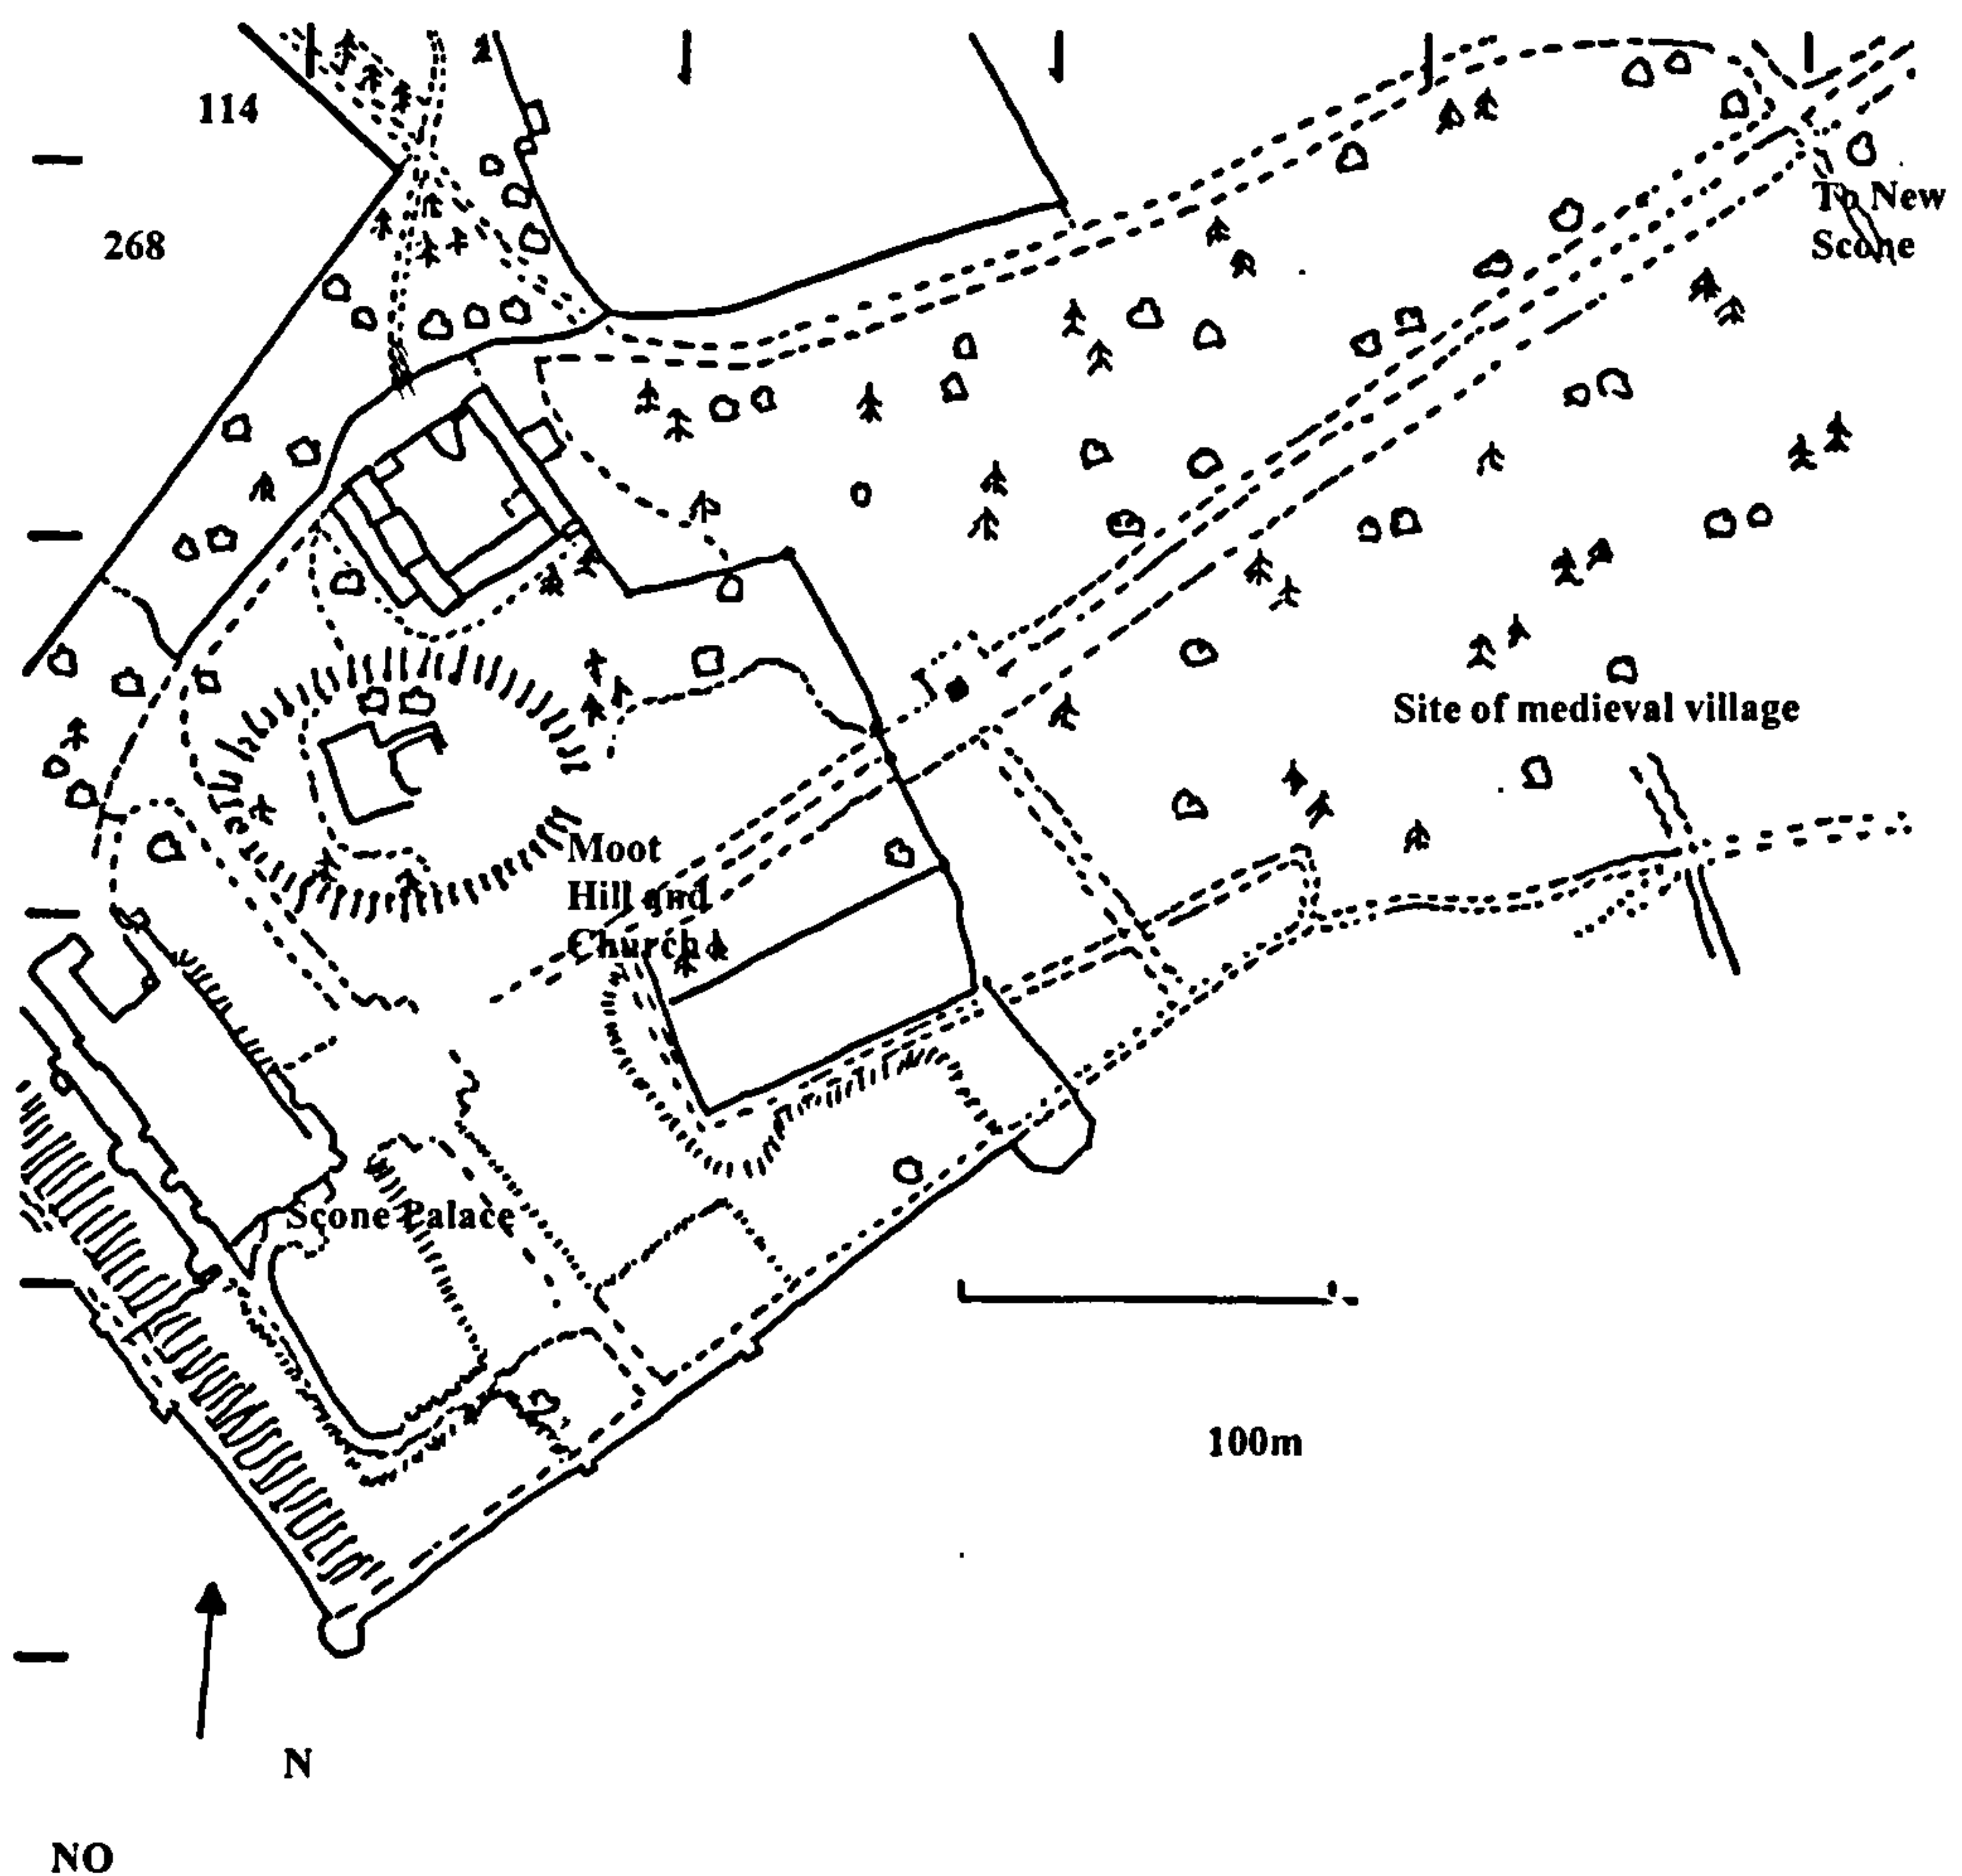 114
268
To New
Scone
Site of medieval village
Moot
Hill and
Church
Scone Palace
100m
N
NO